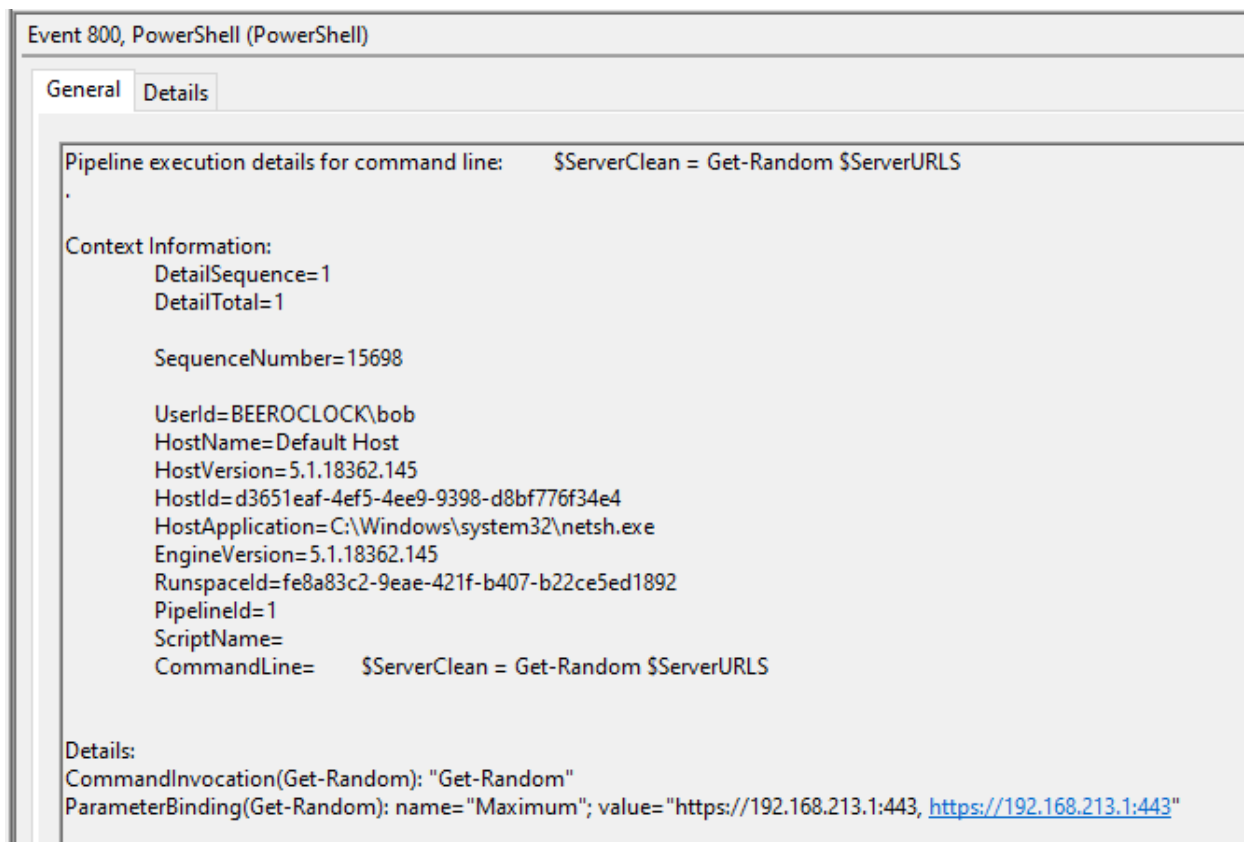 Event 800, PowerShell (PowerShell)
General Details
Pipeline execution details for command line: $ServerClean = Get-Random $ServerURLS
.
Context Information:
DetailSequence=1
DetailTotal=1
SequenceNumber=15698
UserId=BEEROCLOCK\bob
HostName=Default Host
HostVersion=5.1.18362.145
HostId=d3651eaf-4ef5-4ee9-9398-d8bf776f34e4
HostApplication=C:\Windows\system32\netsh.exe
EngineVersion=5.1.18362.145
RunspaceId=fe8a83c2-9eae-421f-b407-b22ce5ed1892
PipelineId=1
ScriptName=
CommandLine= $ServerClean = Get-Random $ServerURLS
Details:
CommandInvocation(Get-Random): "Get-Random"
ParameterBinding(Get-Random): name="Maximum"; value="https://192.168.213.1:443, https://192.168.213.1:443"